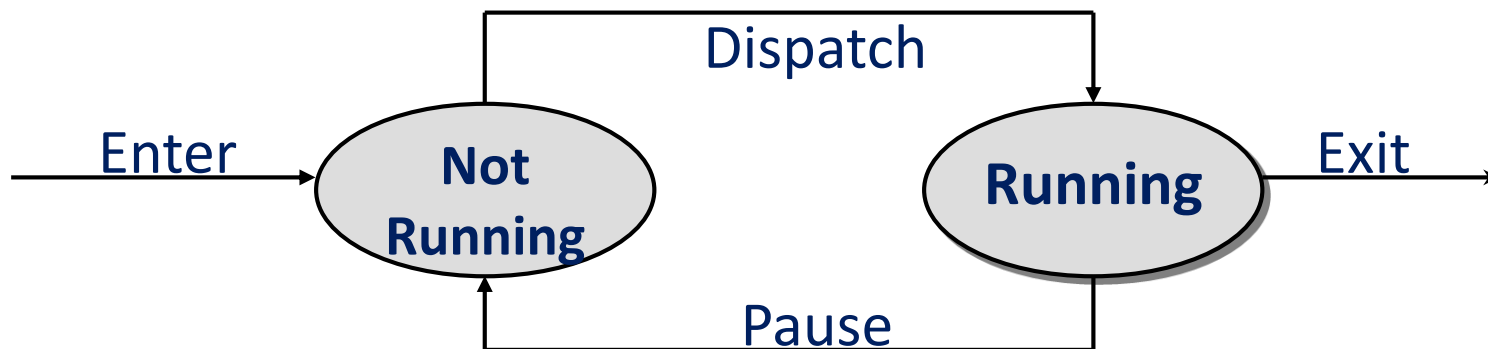 Dispatch
Enter
Not
Running
Running
Exit
Pause